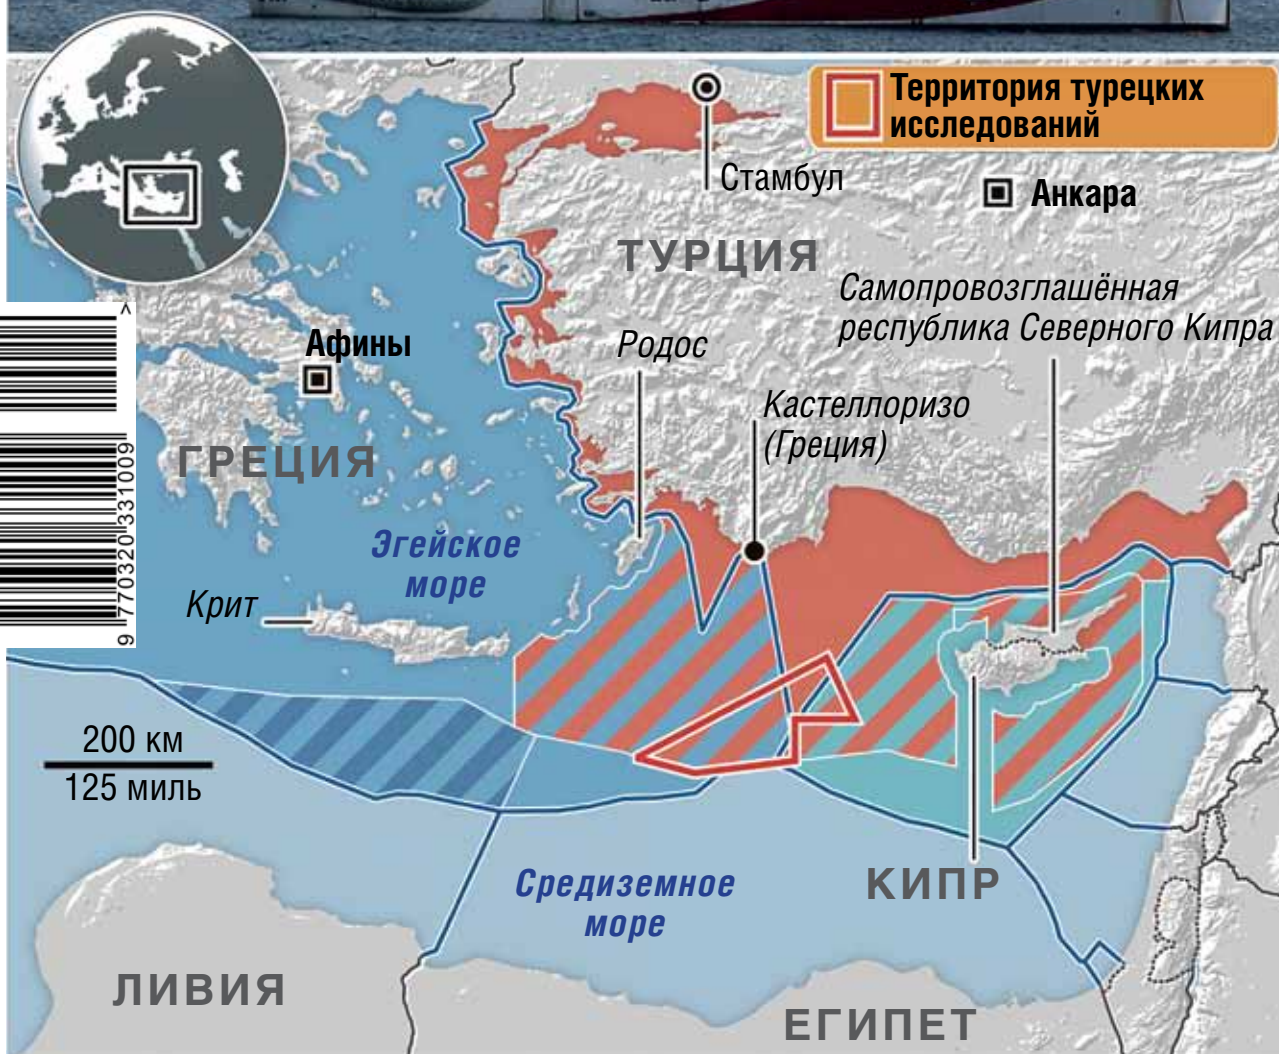 Территория турецких
исследований
Стамбул
Анкара
ТУРЦИЯ
Самопровозглашённая
республика Северного Кипра
Родос
Афины
Кастеллоризо
(Греция)
ГРЕЦИЯ
Эгейское
море
Крит
9 770320 331009 >
200 км
125 миль
Средиземное
море
КИПР
ЛИВИЯ
ЕГИПЕТ